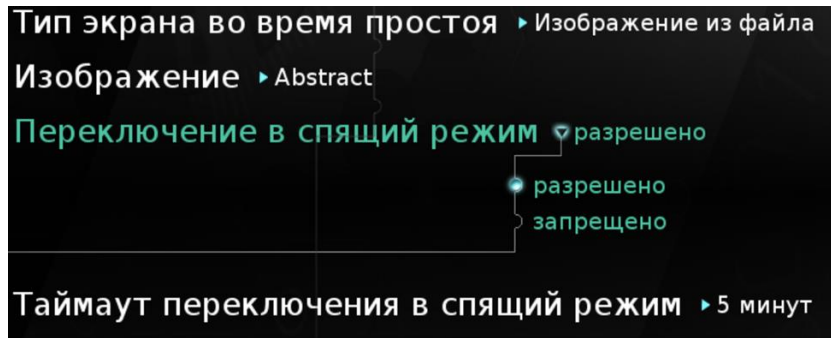 Тип экрана во время простоя Изображение из файла
Изображение Abstract
Переключение в спящий режим разрешено
разрешено
запрещено
Таймаут переключения в спящий режим 5 минут